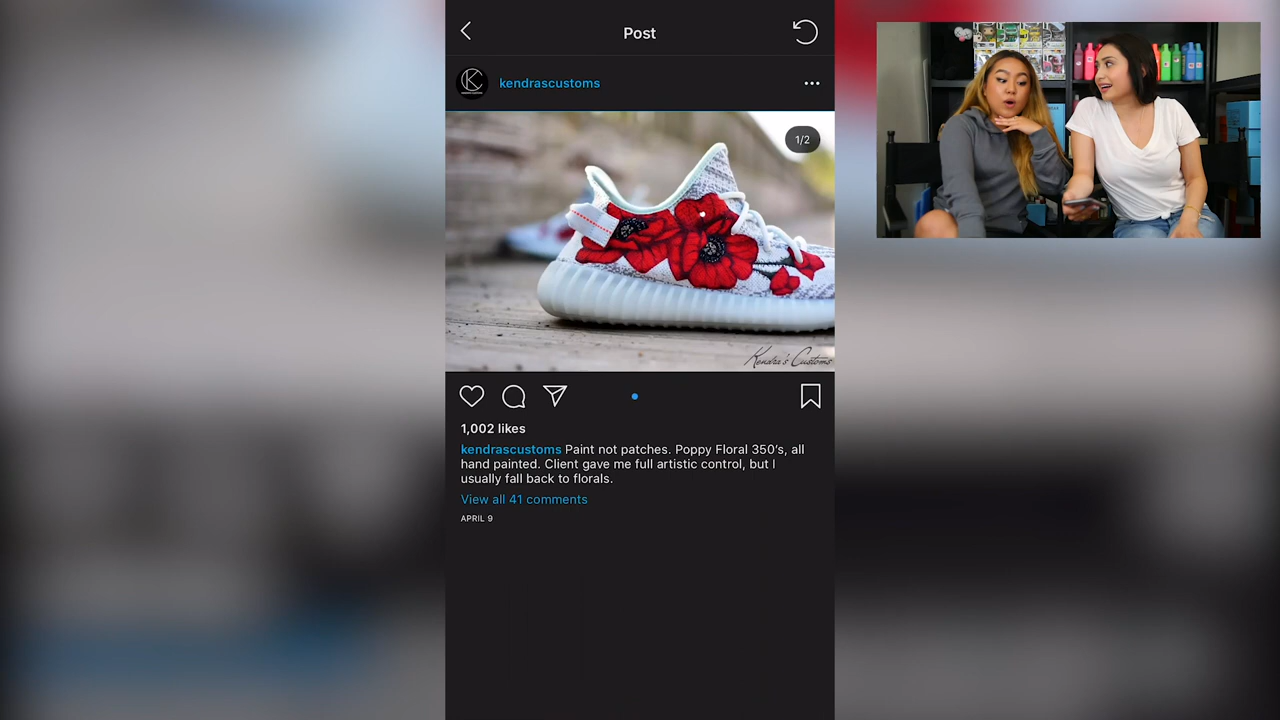 Post
kendrascustoms
1/2
Kendra's Customs
1,002 likes
kendrascustoms Paint not patches. Poppy Floral 350's, all
hand painted. Client gave me full artistic control, but I
usually fall back to florals.
View all 41 comments
APRIL 9